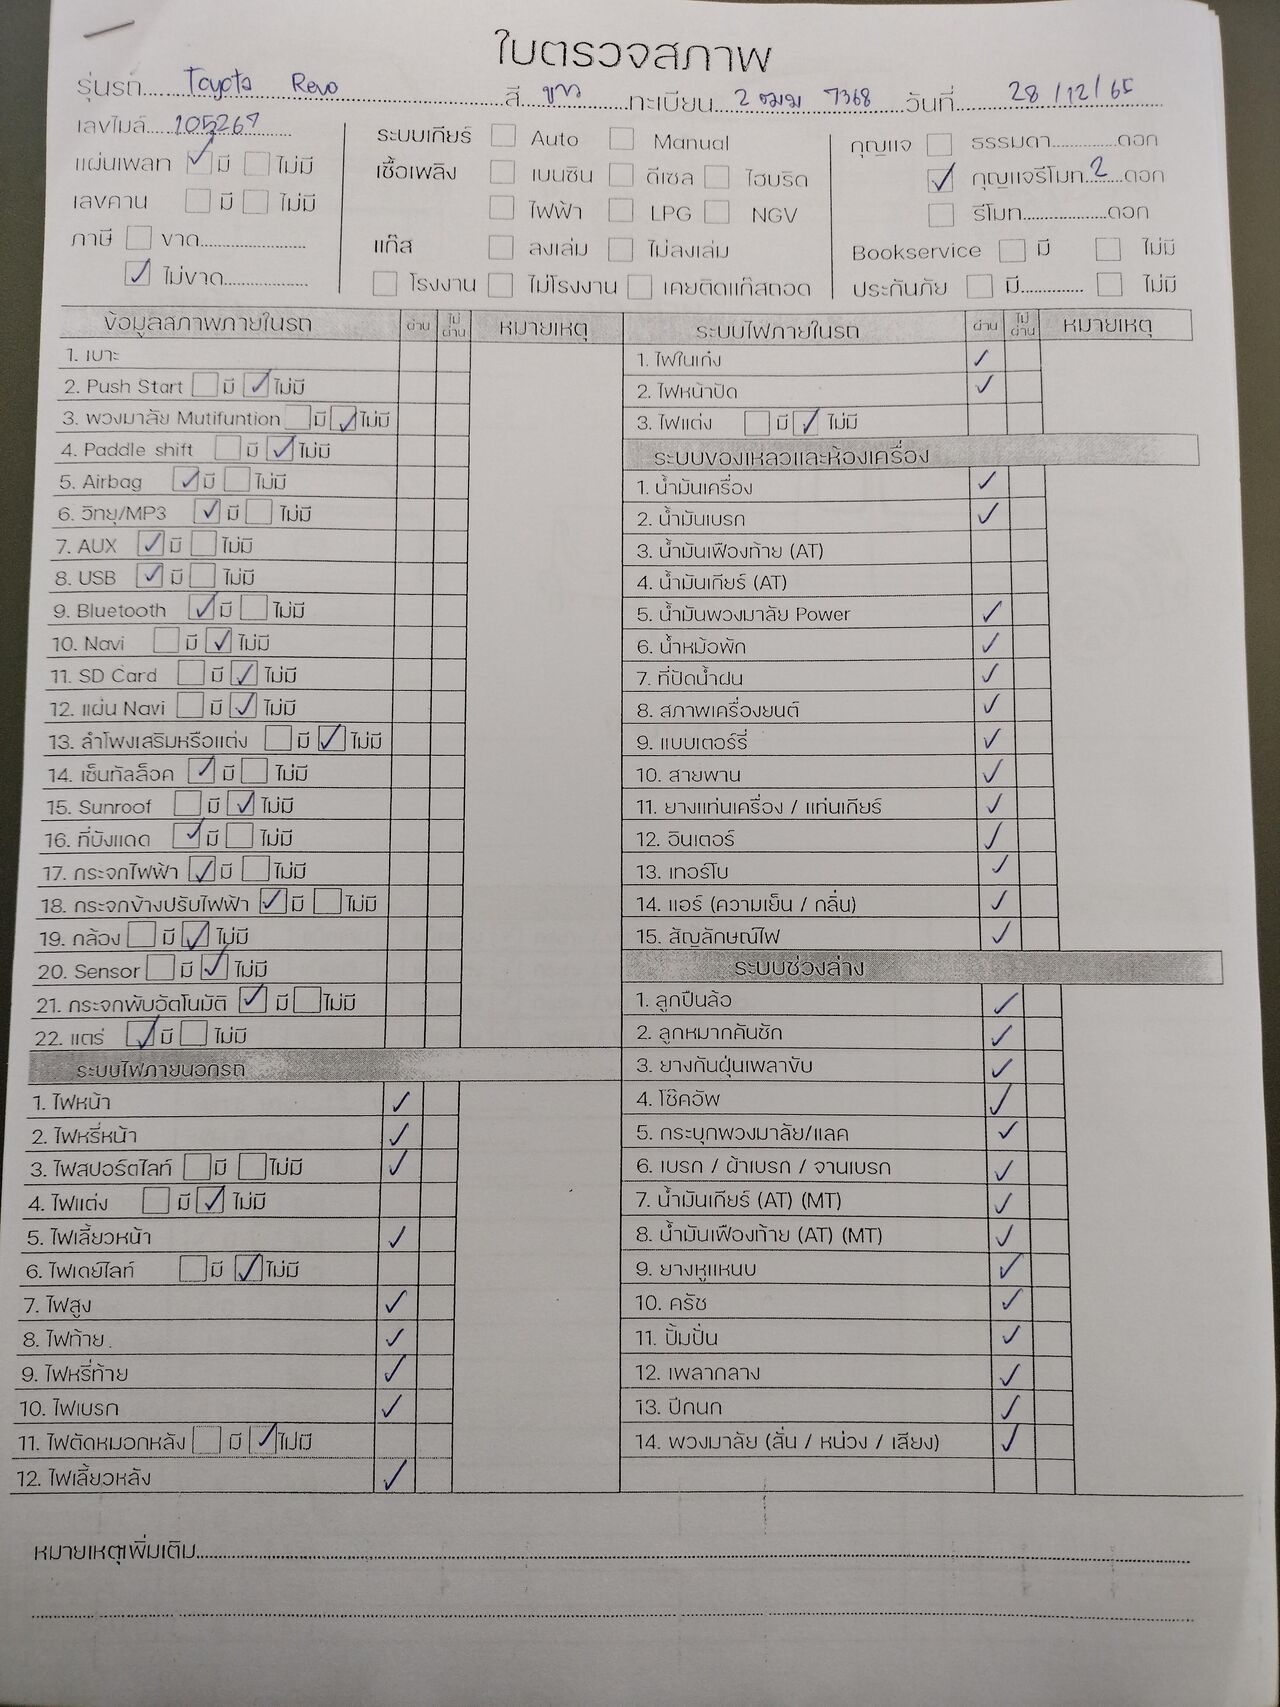 ใบตรวจสภาพ
รุ่นรถ Toyota Revo สี ขาว ทะเบียน 2 ฒฆ 7368 วันที่ 28/12/65
เลขไมล์ 105267
แผ่นเพลท ✓ มี ☐ ไม่มี
เลขคาน ☐ มี ☐ ไม่มี
ภาษี ☐ ขาด
✓ ไม่ขาด
ระบบเกียร์ ☐ Auto ☐ Manual
เชื้อเพลิง ☐ เบนซิน ☐ ดีเซล ☐ ไฮบริด
☐ ไฟฟ้า ☐ LPG ☐ NGV
แก๊ส ☐ ลงเล่ม ☐ ไม่ลงเล่ม
☐ โรงงาน ☐ ไม่โรงงาน ☐ เคยติดแก๊สถอด
กุญแจ ☐ ธรรมดา ดอก
✓ กุญแจรีโมท 2 ดอก
☐ รีโมท ดอก
Bookservice ☐ มี ☐ ไม่มี
ประกันภัย ☐ มี ☐ ไม่มี
ข้อมูลสภาพภายในรถ ผ่าน ไม่ผ่าน หมายเหตุ
1. เบาะ
2. Push Start ☐ มี ✓ ไม่มี
3. พวงมาลัย Mutifuntion ☐ มี ✓ ไม่มี
4. Paddle shift ☐ มี ✓ ไม่มี
5. Airbag ✓ มี ☐ ไม่มี
6. วิทยุ/MP3 ✓ มี ☐ ไม่มี
7. AUX ✓ มี ☐ ไม่มี
8. USB ✓ มี ☐ ไม่มี
9. Bluetooth ✓ มี ☐ ไม่มี
10. Navi ☐ มี ✓ ไม่มี
11. SD Card ☐ มี ✓ ไม่มี
12. แผ่น Navi ☐ มี ✓ ไม่มี
13. ลำโพงเสริมหรือแต่ง ☐ มี ✓ ไม่มี
14. เซ็นทัลล็อค ✓ มี ☐ ไม่มี
15. Sunroof ☐ มี ✓ ไม่มี
16. ที่บังแดด ✓ มี ☐ ไม่มี
17. กระจกไฟฟ้า ✓ มี ☐ ไม่มี
18. กระจกข้างปรับไฟฟ้า ✓ มี ☐ ไม่มี
19. กล้อง ☐ มี ✓ ไม่มี
20. Sensor ☐ มี ✓ ไม่มี
21. กระจกพับอัตโนมัติ ✓ มี ☐ ไม่มี
22. แตร่ ✓ มี ☐ ไม่มี
ระบบไฟภายนอกรถ
1. ไฟหน้า ✓
2. ไฟหรี่หน้า ✓
3. ไฟสปอร์ตไลท์ ☐ มี ☐ ไม่มี ✓
4. ไฟแต่ง ☐ มี ✓ ไม่มี
5. ไฟเลี้ยวหน้า ✓
6. ไฟเดย์ไลท์ ☐ มี ✓ ไม่มี
7. ไฟสูง ✓
8. ไฟท้าย ✓
9. ไฟหรี่ท้าย ✓
10. ไฟเบรก ✓
11. ไฟตัดหมอกหลัง ☐ มี ✓ ไม่มี
12. ไฟเลี้ยวหลัง ✓
ระบบไฟภายในรถ ผ่าน ไม่ผ่าน หมายเหตุ
1. ไฟในเก๋ง ✓
2. ไฟหน้าปัด ✓
3. ไฟแต่ง ☐ มี ✓ ไม่มี
ระบบของเหลวและห้องเครื่อง
1. น้ำมันเครื่อง ✓
2. น้ำมันเบรก ✓
3. น้ำมันเฟืองท้าย (AT)
4. น้ำมันเกียร์ (AT)
5. น้ำมันพวงมาลัย Power ✓
6. น้ำหม้อพัก ✓
7. ที่ปัดน้ำฝน ✓
8. สภาพเครื่องยนต์ ✓
9. แบบเตอร์รี่ ✓
10. สายพาน ✓
11. ยางแท่นเครื่อง / แท่นเกียร์ ✓
12. อินเตอร์ ✓
13. เทอร์โบ ✓
14. แอร์ (ความเย็น / กลิ่น) ✓
15. สัญลักษณ์ไฟ ✓
ระบบช่วงล่าง
1. ลูกปืนล้อ ✓
2. ลูกหมากคันชัก ✓
3. ยางกันฝุ่นเพลาขับ ✓
4. โช๊คอัพ ✓
5. กระบุกพวงมาลัย/แลค ✓
6. เบรก / ผ้าเบรก / จานเบรก ✓
7. น้ำมันเกียร์ (AT) (MT) ✓
8. น้ำมันเฟืองท้าย (AT) (MT) ✓
9. ยางหูแหนบ ✓
10. ครัช ✓
11. ปั้มปั่น ✓
12. เพลากลาง ✓
13. ปีกนก ✓
14. พวงมาลัย (สั่น / หน่วง / เสียง) ✓
หมายเหตุเพิ่มเติม